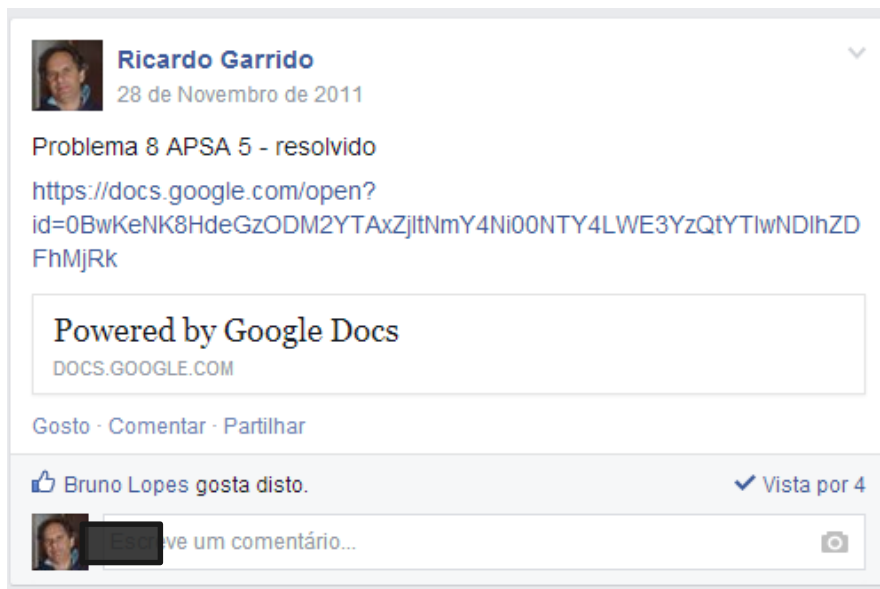 Ricardo Garrido
28 de Novembro de 2011
Problema 8 APSA 5 - resolvido
https://docs.google.com/open?
id=0BwKeNK8HdeGzODM2YTAxZjltNmY4Ni00NTY4LWE3YzQtYTlwNDlhZD
FhMjRk
Powered by Google Docs
DOCS.GOOGLE.COM
Gosto · Comentar · Partilhar
Bruno Lopes gosta disto.
Vista por 4
Escreve um comentário...